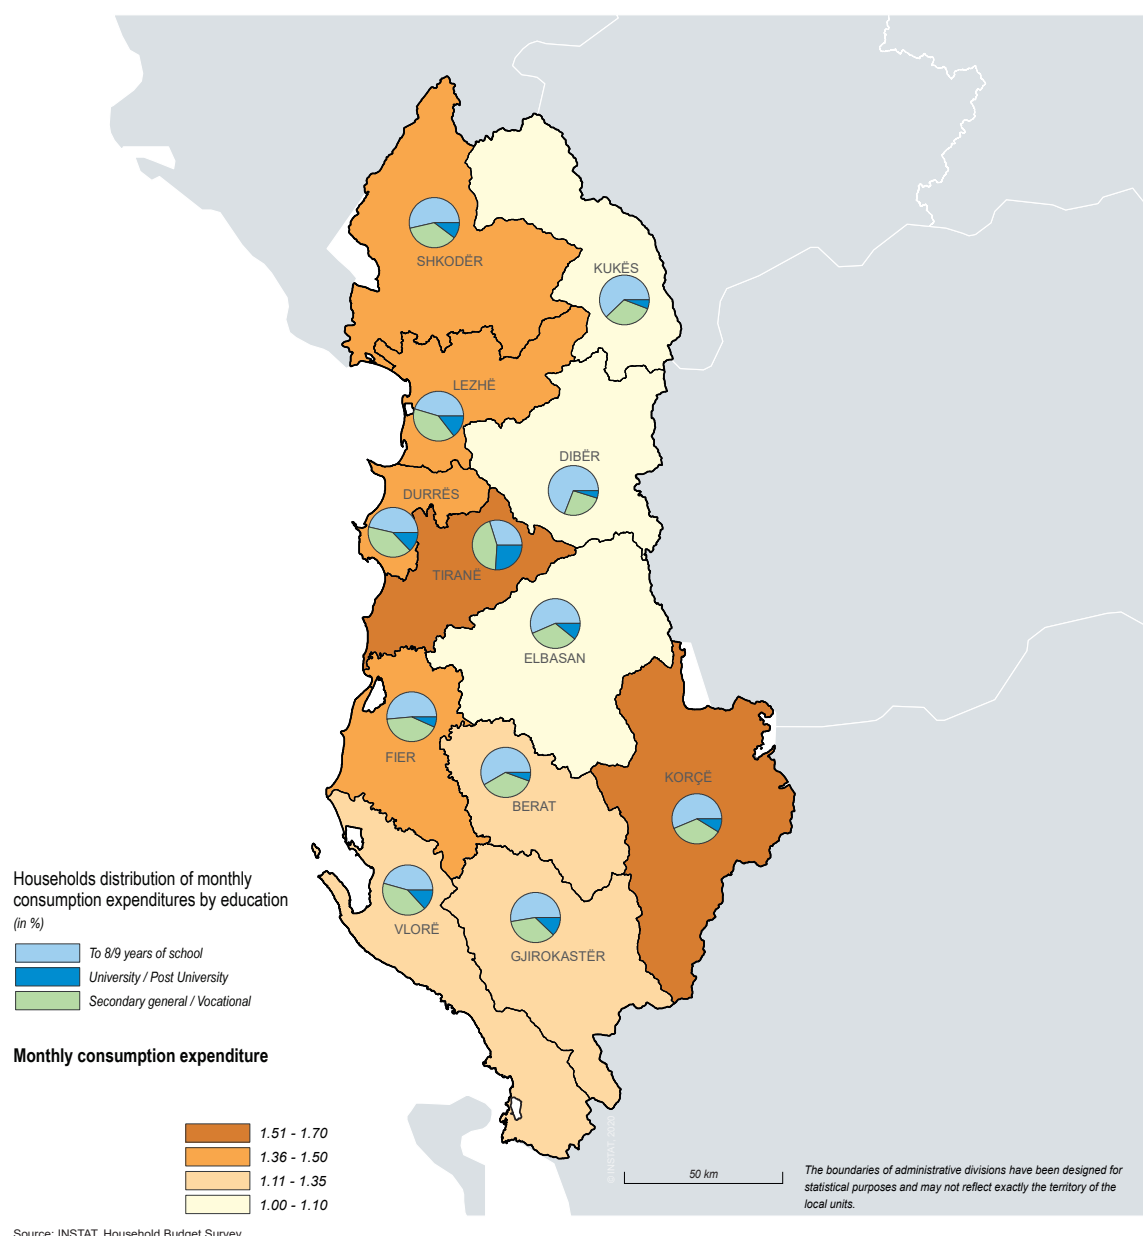 SHKODËR
KUKËS
LEZHË
DIBËR
DURRËS
TIRANË
ELBASAN
FIER
BERAT
KORÇË
VLORË
GJIROKASTËR
Households distribution of monthly
consumption expenditures by education
(in %)
To 8/9 years of school
University / Post University
Secondary general / Vocational
Monthly consumption expenditure
1.51 - 1.70
1.36 - 1.50
1.11 - 1.35
1.00 - 1.10
50 km
The boundaries of administrative divisions have been designed for
statistical purposes and may not reflect exactly the territory of the
local units.
Source: INSTAT, Household Budget Survey